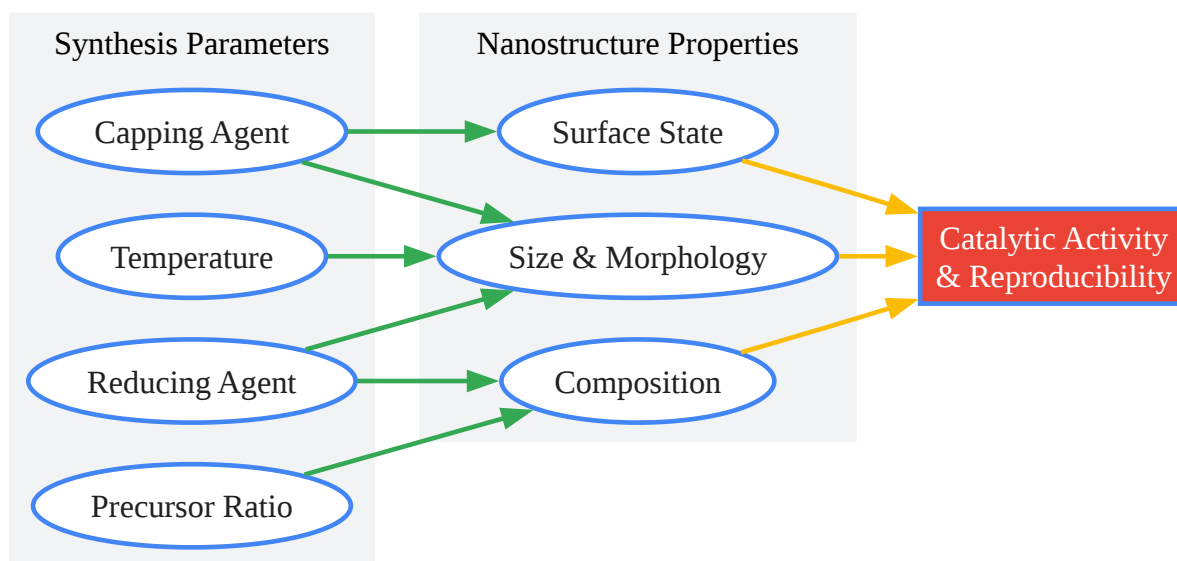 Synthesis Parameters
Nanostructure Properties
Capping Agent
Surface State
Temperature
Size & Morphology
Catalytic Activity
& Reproducibility
Reducing Agent
Composition
Precursor Ratio